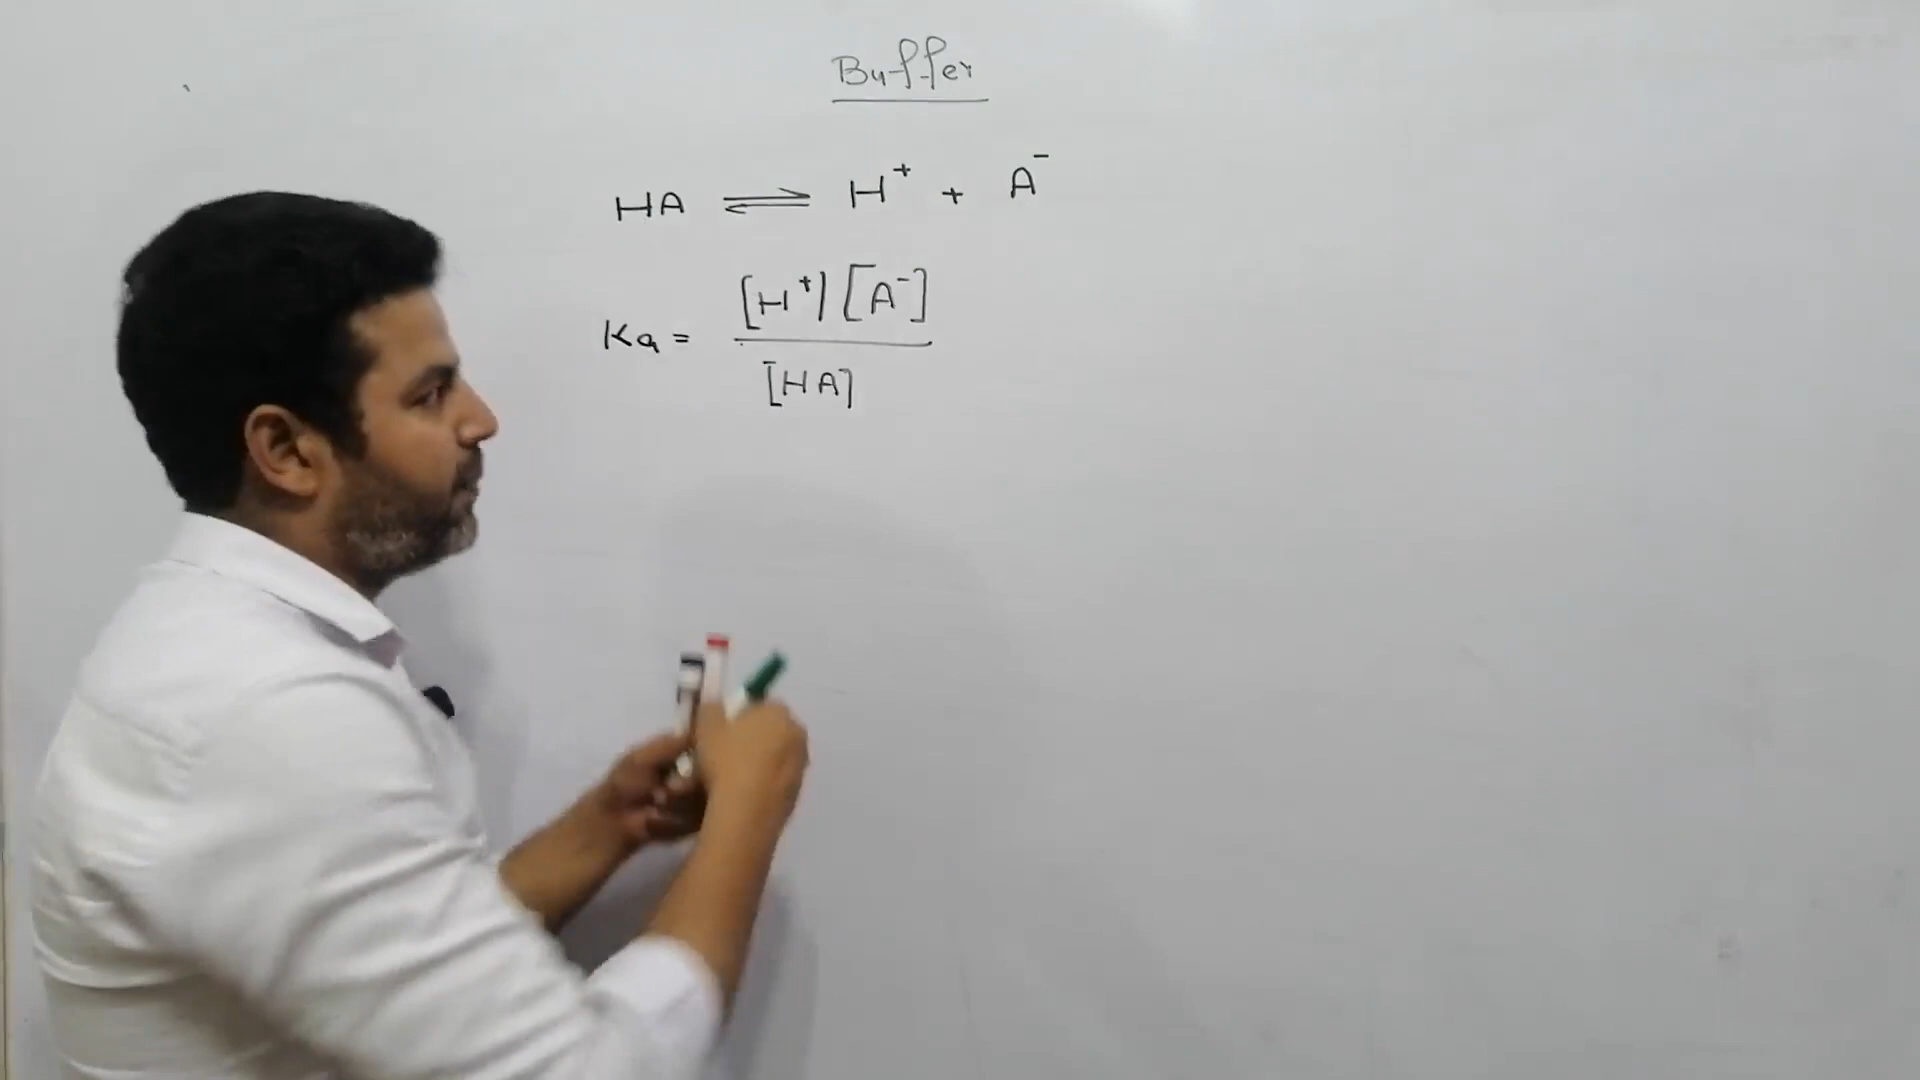 Buffer
HA ⇌ H⁺ + A⁻
Ka = [H⁺] [A⁻]
[HA]